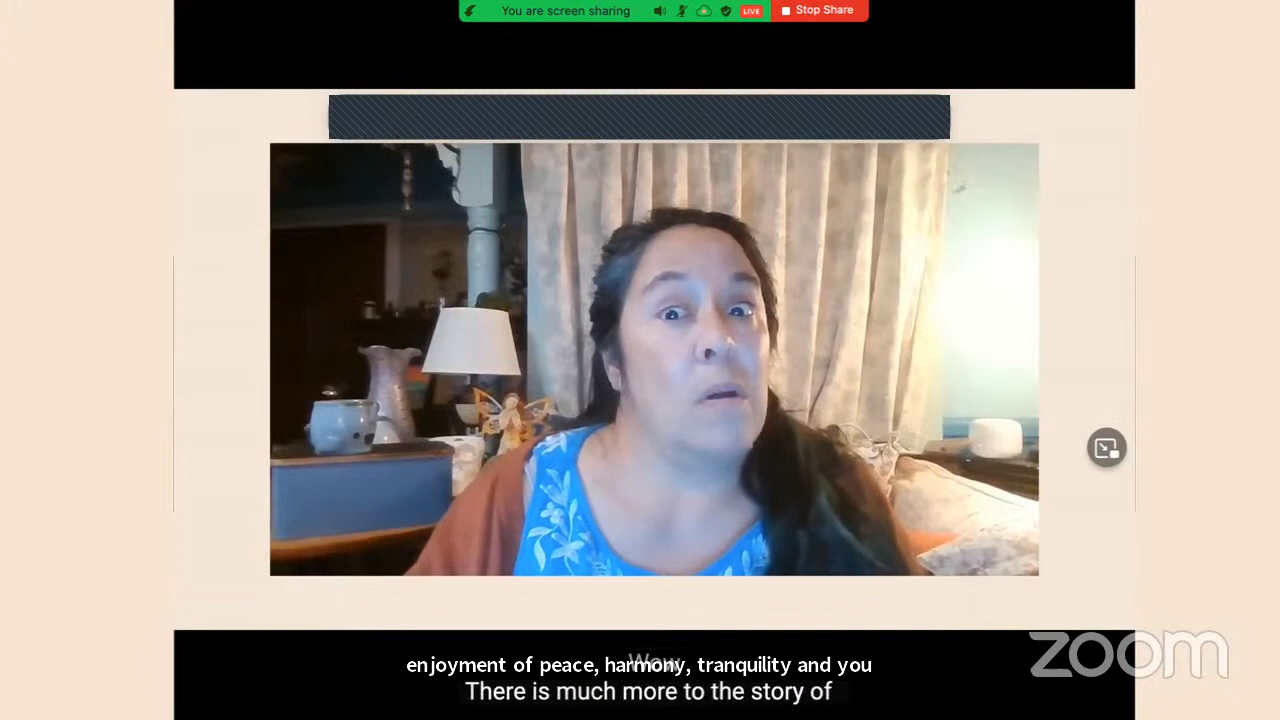 You are screen sharing
LIVE
Stop Share
enjoyment of peace, harmony, tranquility and you
There is much more to the story of
zoom